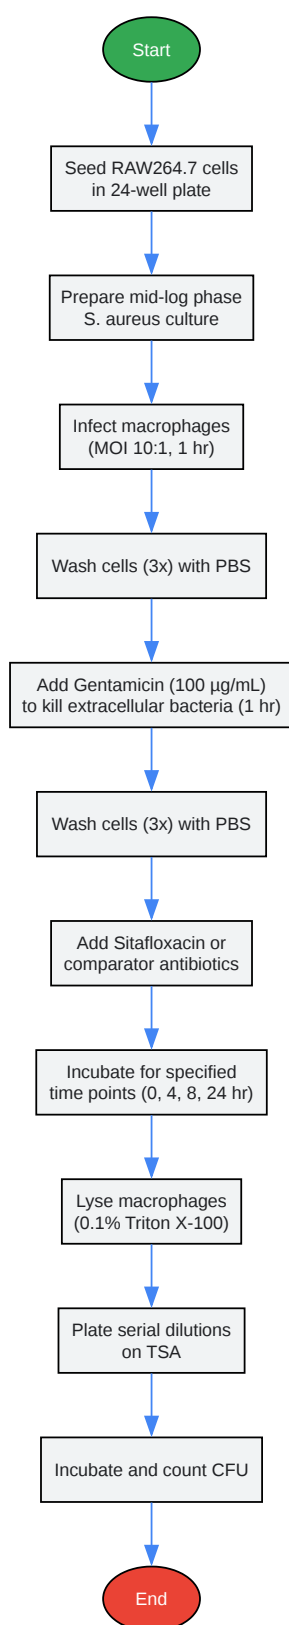 Start
Seed RAW264.7 cells
in 24-well plate
Prepare mid-log phase
S. aureus culture
Infect macrophages
(MOI 10:1, 1 hr)
Wash cells (3x) with PBS
Add Gentamicin (100 µg/mL)
to kill extracellular bacteria (1 hr)
Wash cells (3x) with PBS
Add Sitafloxacin or
comparator antibiotics
Incubate for specified
time points (0, 4, 8, 24 hr)
Lyse macrophages
(0.1% Triton X-100)
Plate serial dilutions
on TSA
Incubate and count CFU
End